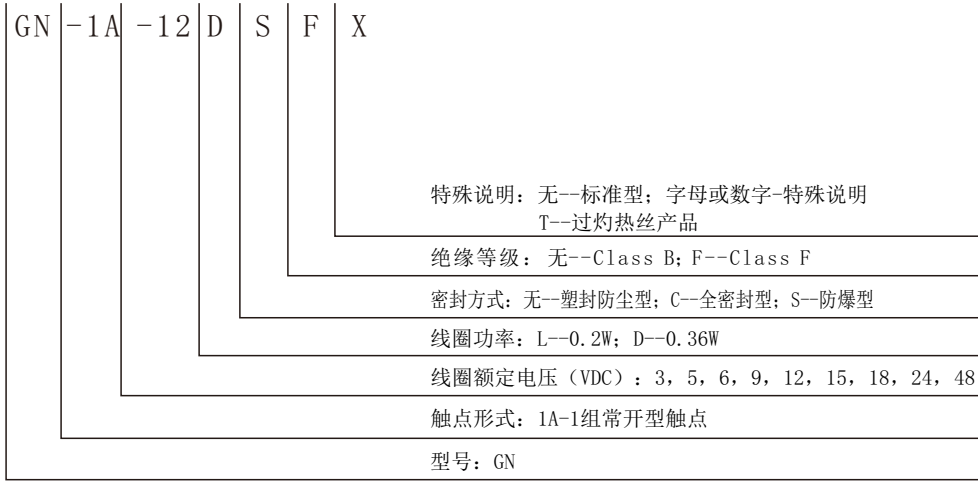 GN -1A -12 D S F X
特殊说明：无--标准型；字母或数字-特殊说明
T--过灼热丝产品
绝缘等级： 无--Class B; F--Class F
密封方式：无--塑封防尘型；C--全密封型；S--防爆型
线圈功率：L--0.2W；D--0.36W
线圈额定电压（VDC）：3，5，6，9，12，15，18，24，48
触点形式：1A-1组常开型触点
型号：GN